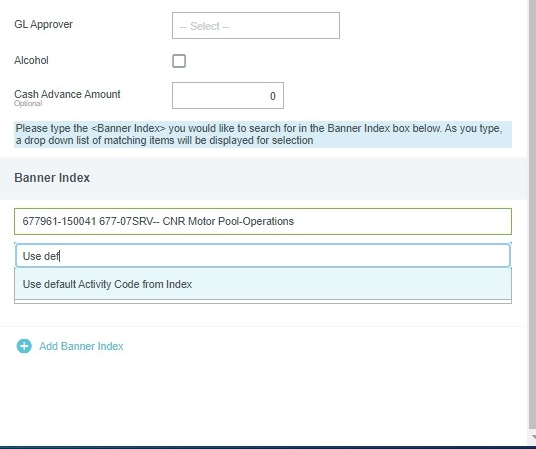 GL Approver
-- Select --
Alcohol
Cash Advance Amount
Optional
0
Please type the <Banner Index> you would like to search for in the Banner Index box below. As you type,
a drop down list of matching items will be displayed for selection
Banner Index
677961-150041 677-07SRV-- CNR Motor Pool-Operations
Use def
Use default Activity Code from Index
Add Banner Index